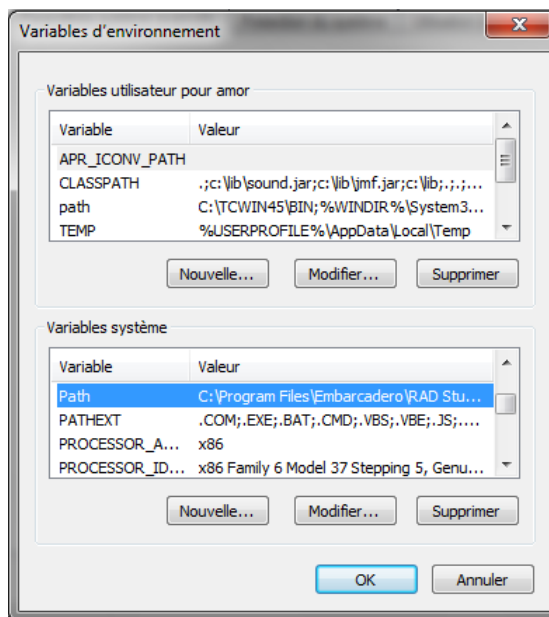 Variables d'environnement
Variables utilisateur pour amor
Variable Valeur
APR_ICONV_PATH
CLASSPATH .;c:\lib\sound.jar;c:\lib\jmf.jar;c:\lib;.;.;...
path C:\TCWIN45\BIN;%WINDIR%\System3...
TEMP %USERPROFILE%\AppData\Local\Temp
Nouvelle... Modifier... Supprimer
Variables système
Variable Valeur
Path C:\Program Files\Embarcadero\RAD Stu...
PATHEXT .COM;.EXE;.BAT;.CMD;.VBS;.VBE;.JS;....
PROCESSOR_A... x86
PROCESSOR_ID... x86 Family 6 Model 37 Stepping 5, Genu...
Nouvelle... Modifier... Supprimer
OK Annuler